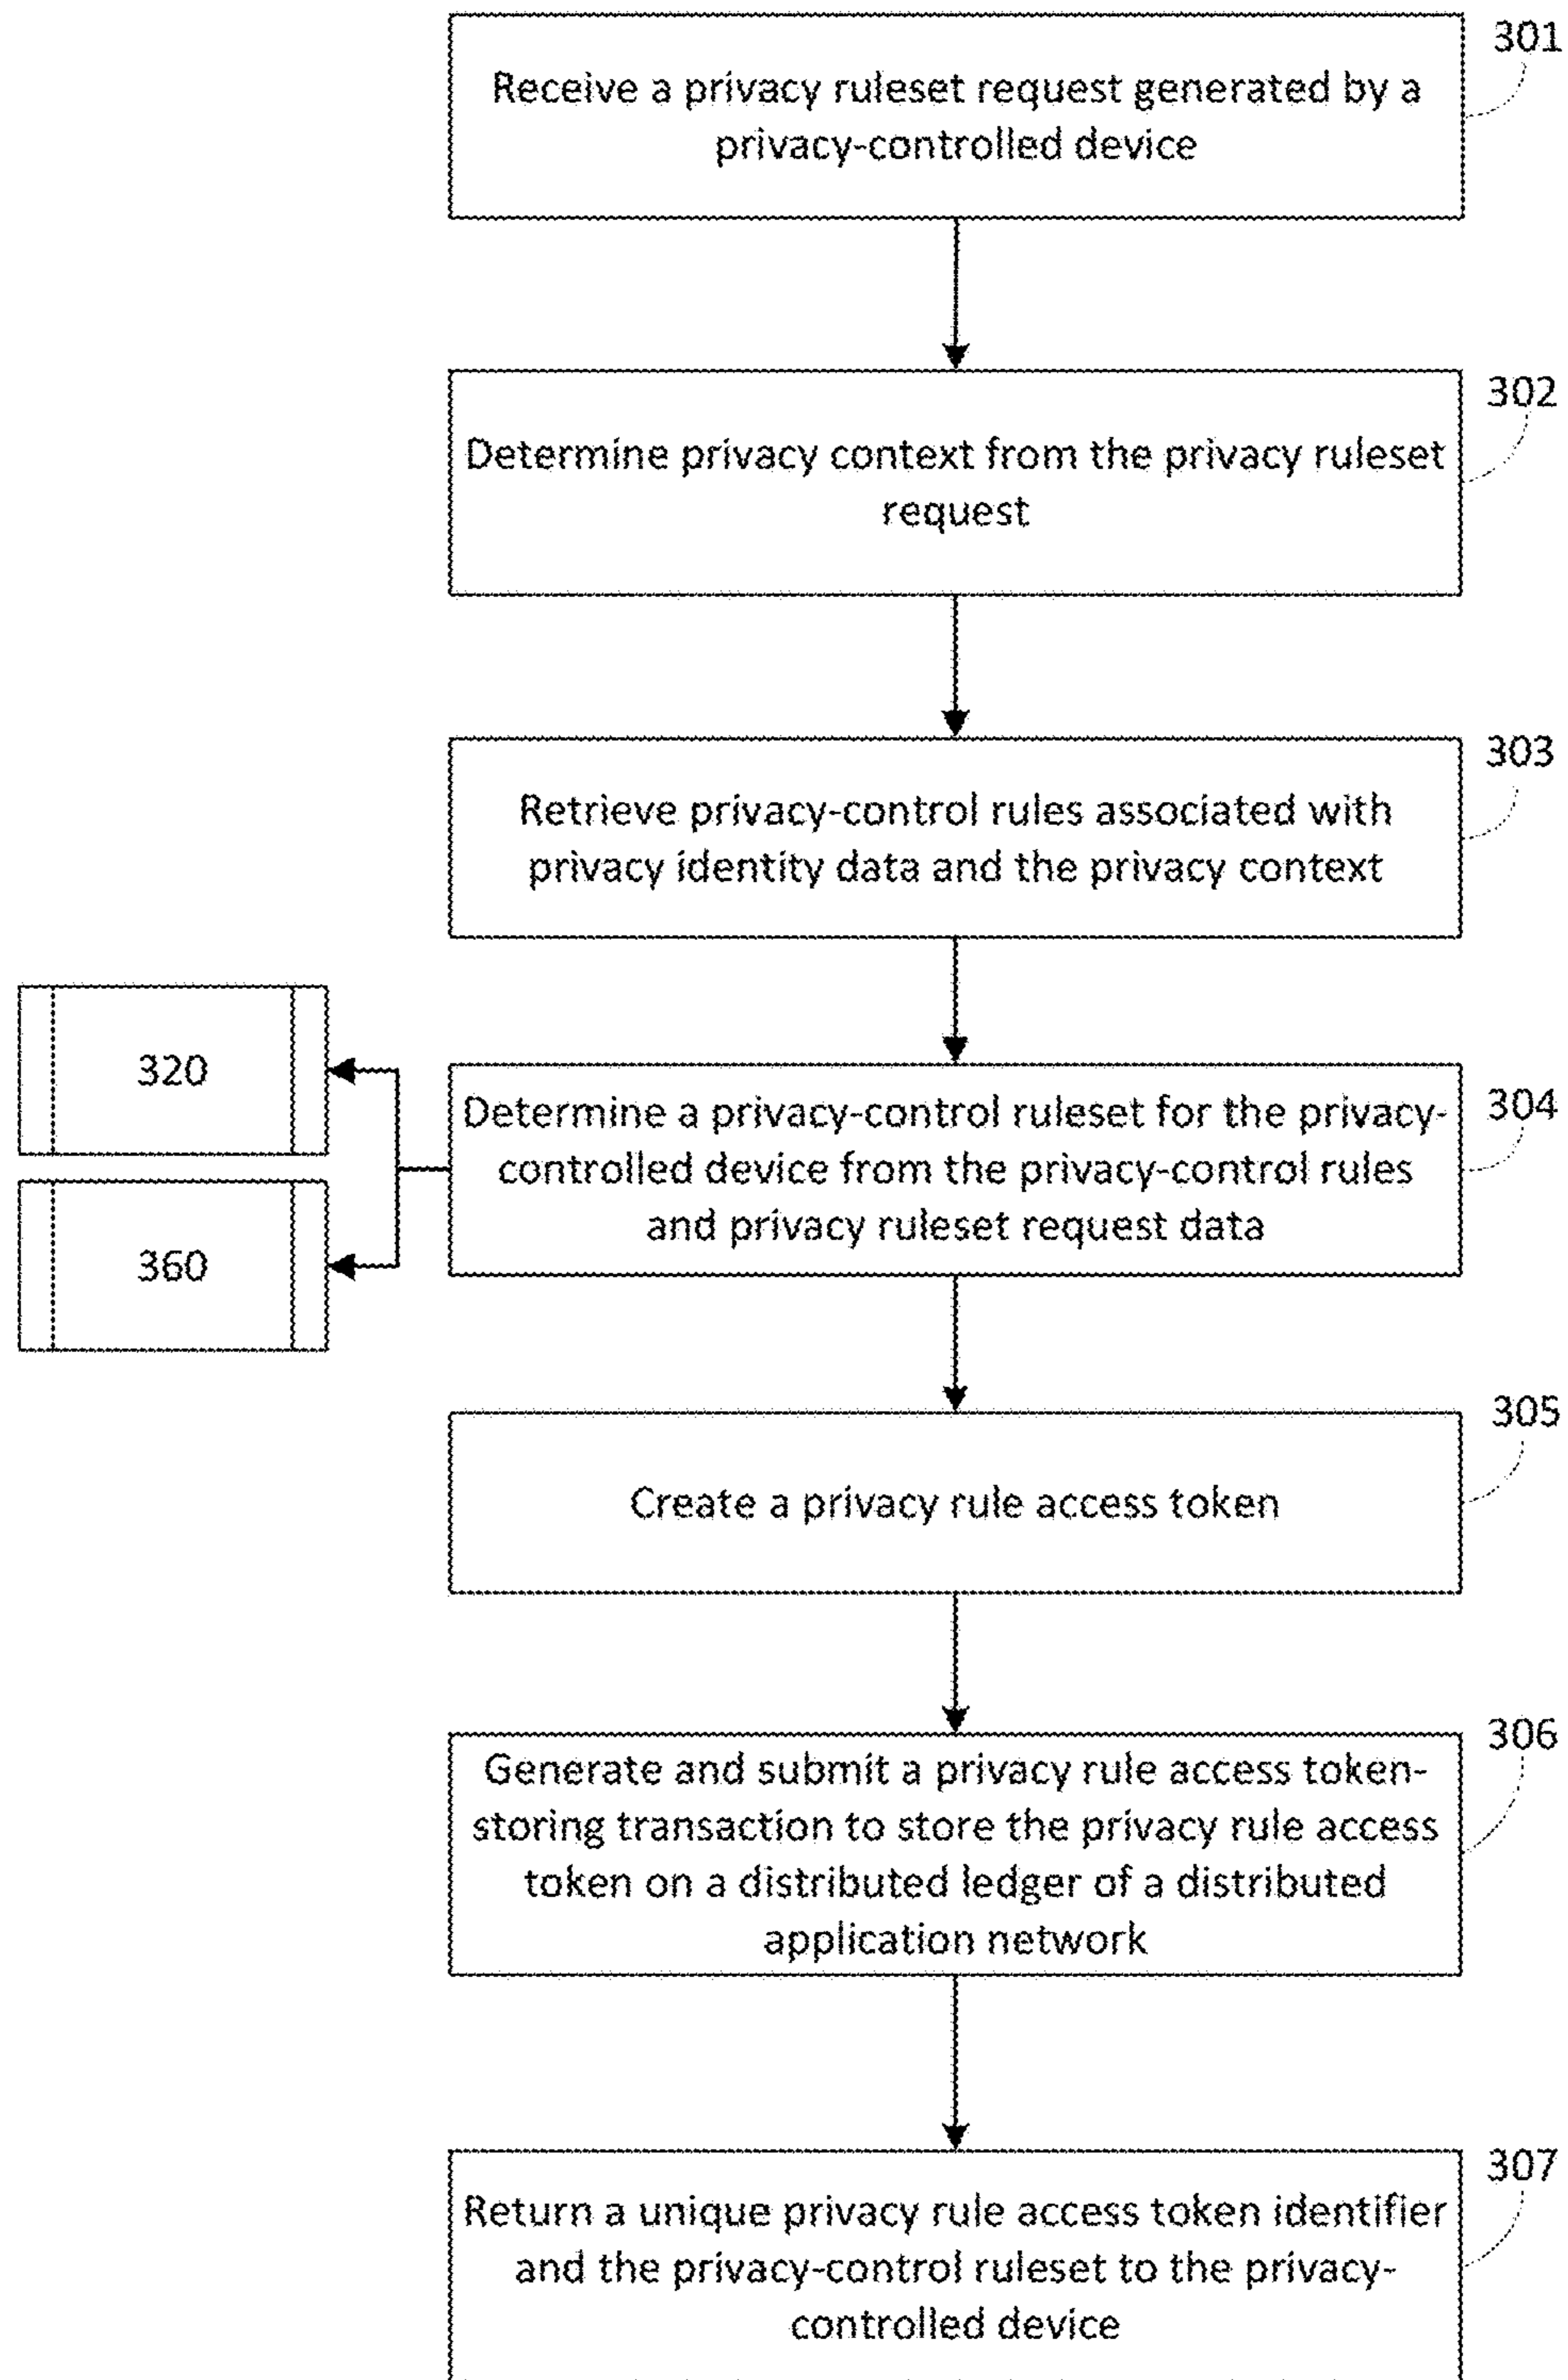 301
Receive a privacy ruleset request generated by a
privacy-controlled device
302
Determine privacy context from the privacy ruleset
request
303
Retrieve privacy-control rules associated with
privacy identity data and the privacy context
320
360
304
Determine a privacy-control ruleset for the privacy-
controlled device from the privacy-control rules
and privacy ruleset request data
305
Create a privacy rule access token
306
Generate and submit a privacy rule access token-
storing transaction to store the privacy rule access
token on a distributed ledger of a distributed
application network
307
Return a unique privacy rule access token identifier
and the privacy-control ruleset to the privacy-
controlled device